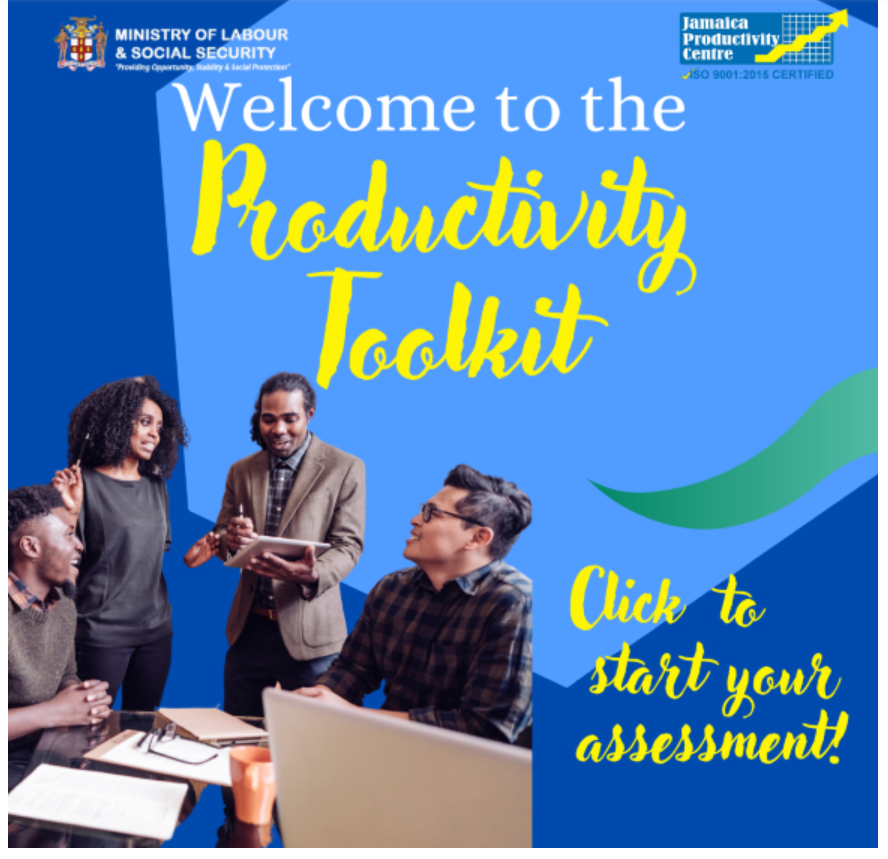 MINISTRY OF LABOUR
& SOCIAL SECURITY
"Providing Opportunity, Stability & Social Protection"
Jamaica
Productivity
Centre
ISO 9001:2015 CERTIFIED
Welcome to the
Productivity
Toolkit
Click to
start your
assessment!